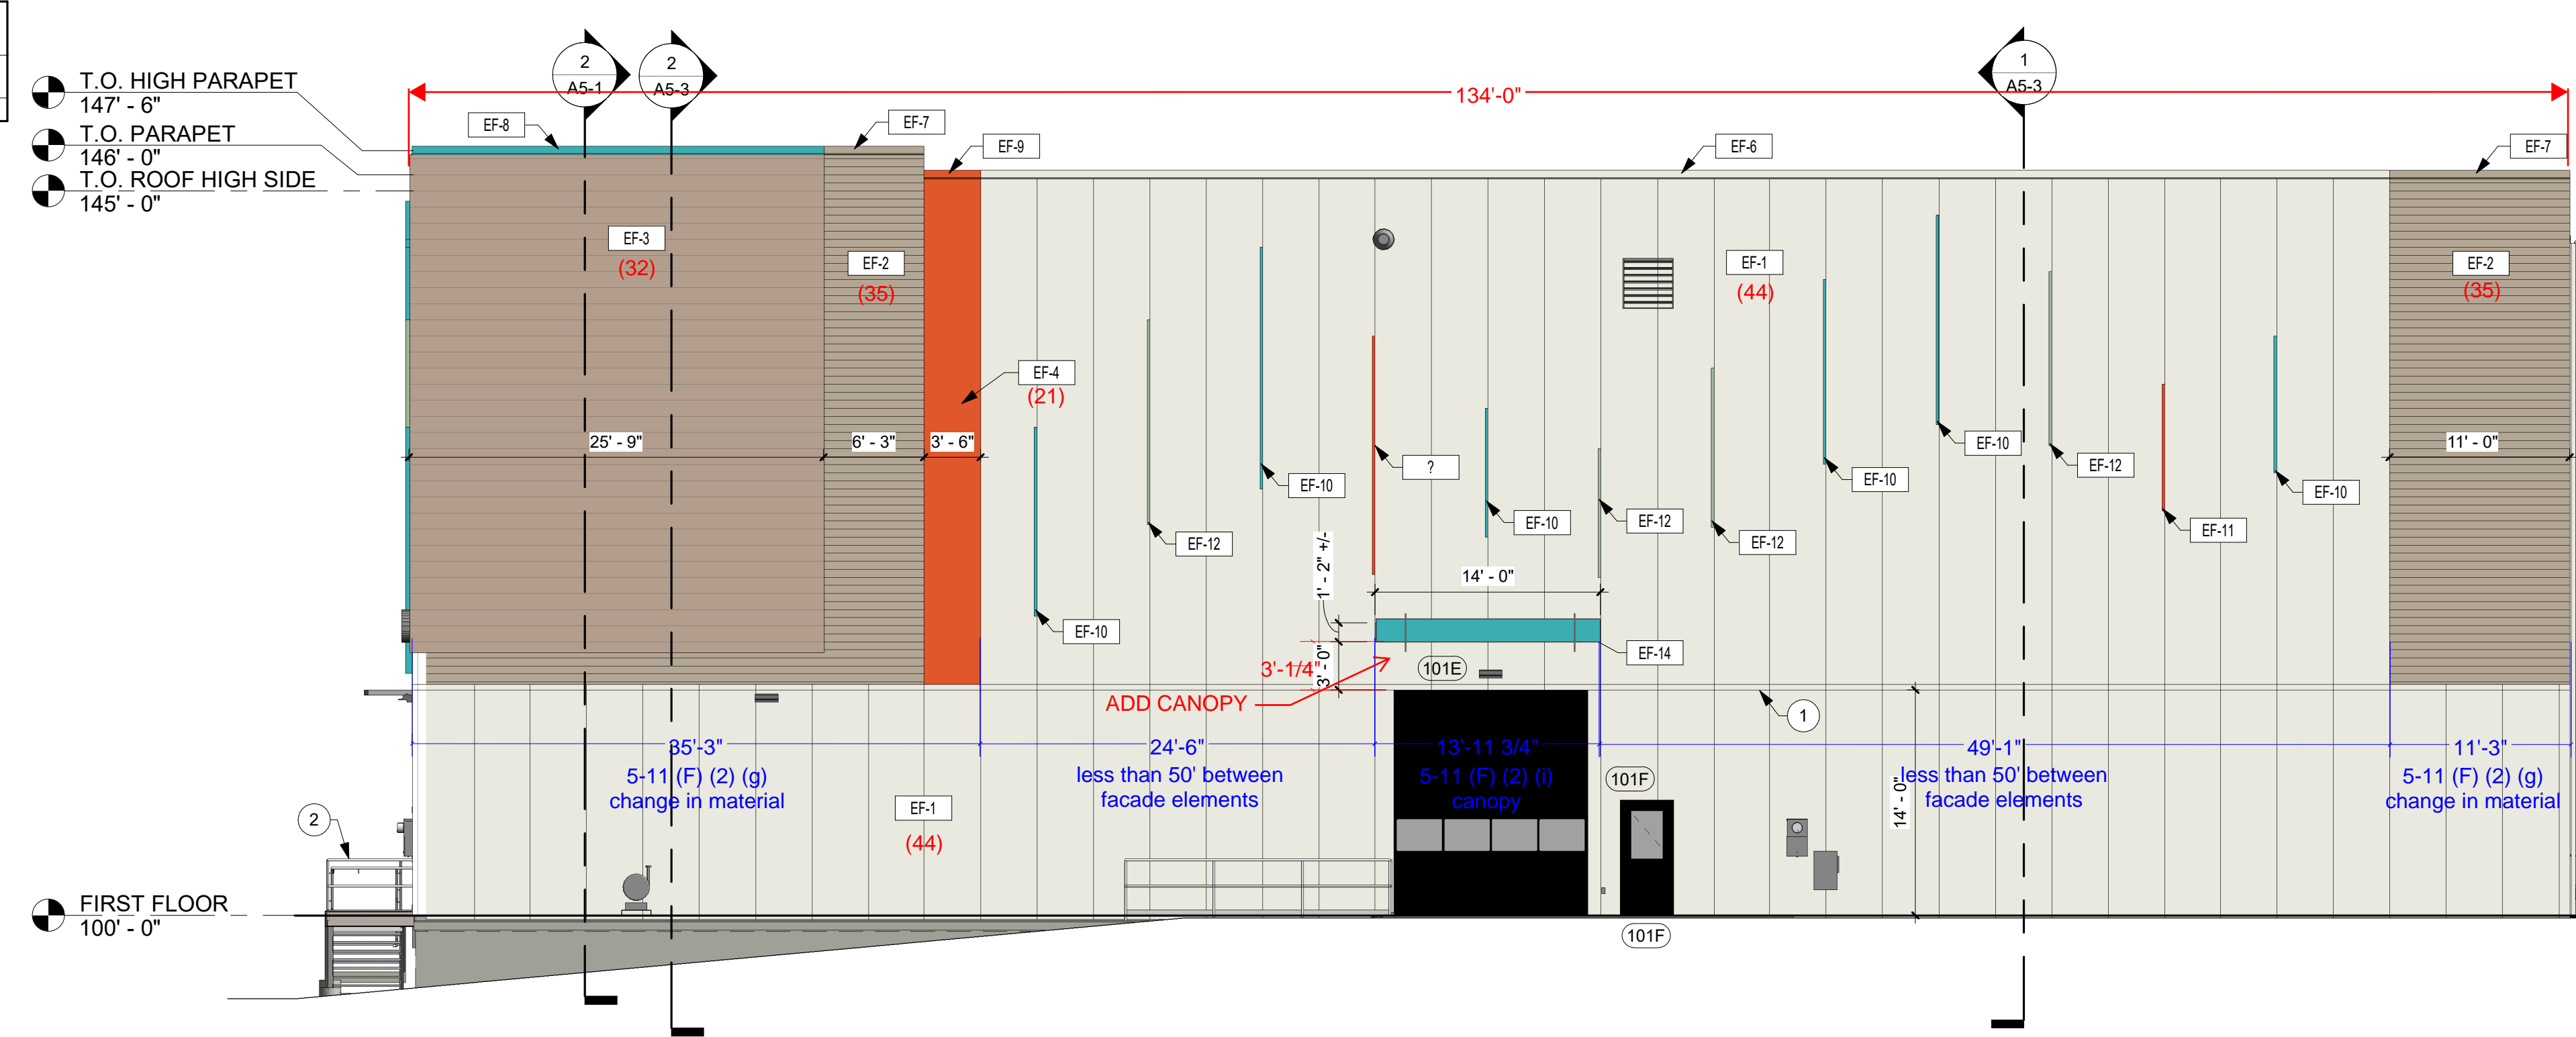 2
A5-1
2
A5-3
1
A5-3
T.O. HIGH PARAPET
147' - 6"
134'-0"
T.O. PARAPET
146' - 0"
T.O. ROOF HIGH SIDE
145' - 0"
EF-8
EF-7
EF-9
EF-6
EF-7
EF-3
(32)
EF-2
(35)
EF-1
(44)
EF-2
(35)
EF-4
(21)
25' - 9"
6' - 3"
3' - 6"
11' - 0"
EF-10
EF-12
EF-10
?
EF-10
EF-12
EF-12
EF-10
EF-10
EF-12
EF-11
EF-10
1' - 2" +/-
14' - 0"
3' - 0"
3'-1/4"
EF-14
101E
ADD CANOPY
1
35'-3"
5-11 (F) (2) (g)
change in material
24'-6"
less than 50' between
facade elements
13'-11 3/4"
5-11 (F) (2) (i)
canopy
49'-1"
less than 50' between
facade elements
11'-3"
5-11 (F) (2) (g)
change in material
101F
14' - 0"
EF-1
(44)
2
FIRST FLOOR
100' - 0"
101F